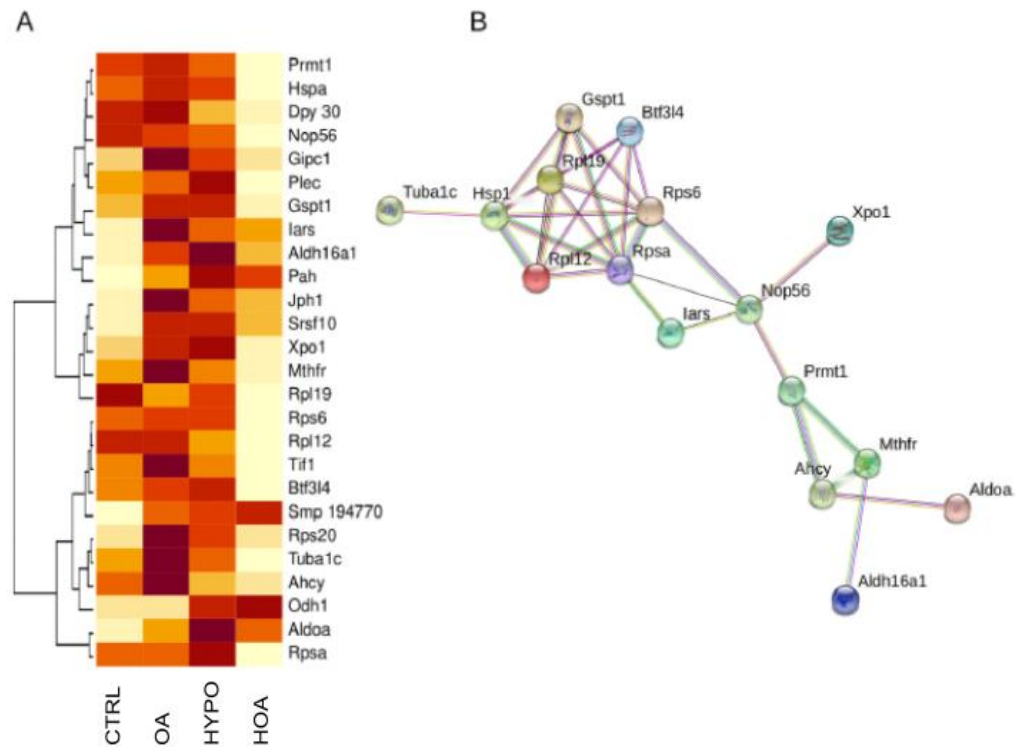 A
B
Prmt1
Hspa
Dpy 30
Nop56
Gipc1
Plec
Gspt1
Iars
Aldh16a1
Pah
Jph1
Srsf10
Xpo1
Mthfr
Rpl19
Rps6
Rpl12
Tif1
Btf3l4
Smp 194770
Rps20
Tuba1c
Ahcy
Odh1
Aldoa
Rpsa
CTRL
OA
HYPO
HOA
Gspt1
Btf3l4
Rpl19
Tuba1c
Hsp1
Rps6
Xpo1
Rpl12
Rpsa
Nop56
Iars
Prmt1
Mthfr
Ahcy
Aldoa
Aldh16a1